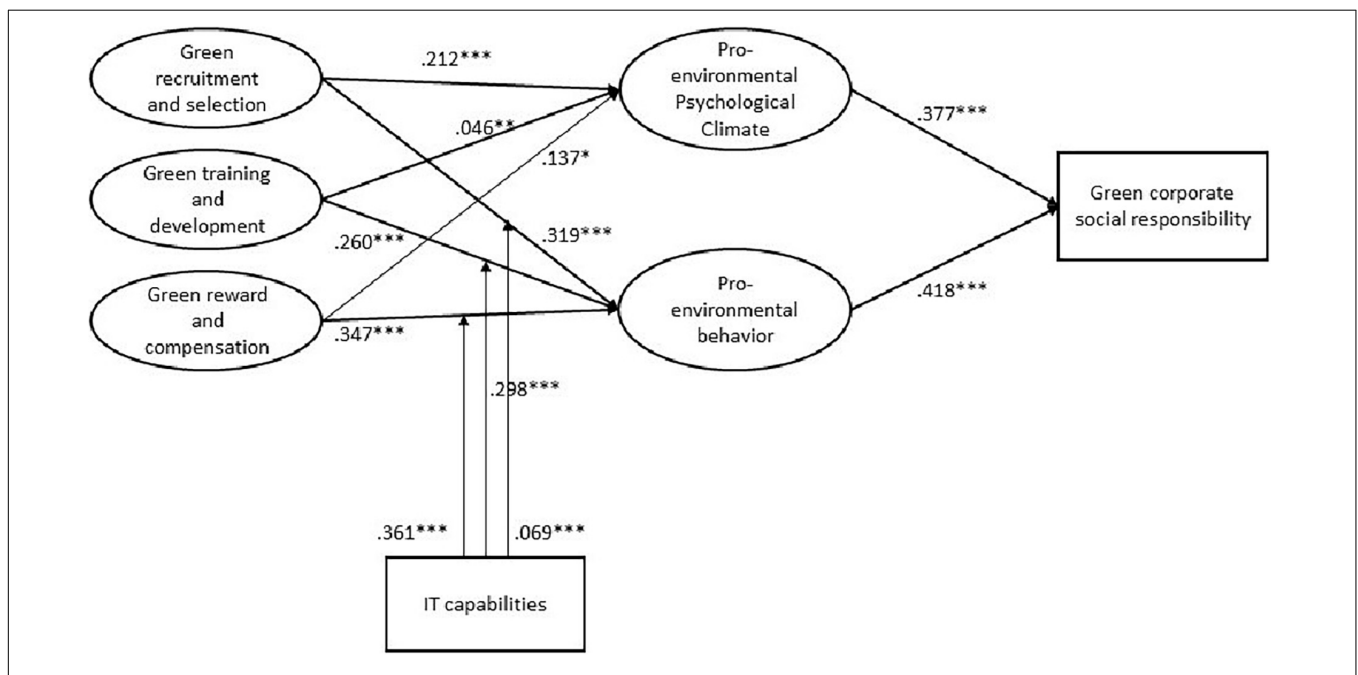 Green
recruitment
and selection
.212***
Pro-
environmental
Psychological
Climate
.377***
.046**
.137*
Green training
and
development
Green corporate
social responsibility
.260***
.319***
Green reward
and
compensation
.347***
Pro-
environmental
behavior
.418***
.298***
.361***
.069***
IT capabilities